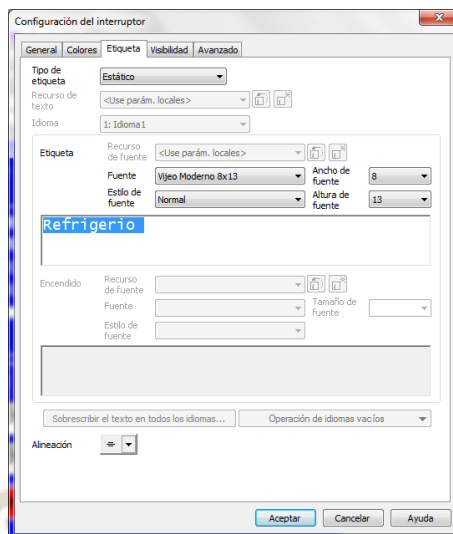 Configuración del interruptor
General Colores Etiqueta Visibilidad Avanzado
Tipo de etiqueta Estático
Recurso de texto <Use parám. locales>
Idioma 1: Idioma1
Etiqueta Recurso de fuente <Use parám. locales>
Fuente Vijeo Moderno 8x13 Ancho de fuente 8
Estilo de fuente Normal Altura de fuente 13
Refrigerio
Encendido Recurso de fuente
Fuente Tamaño de fuente
Estilo de fuente
Sobrescribir el texto en todos los idiomas... Operación de idiomas vacíos
Alineación
Aceptar Cancelar Ayuda